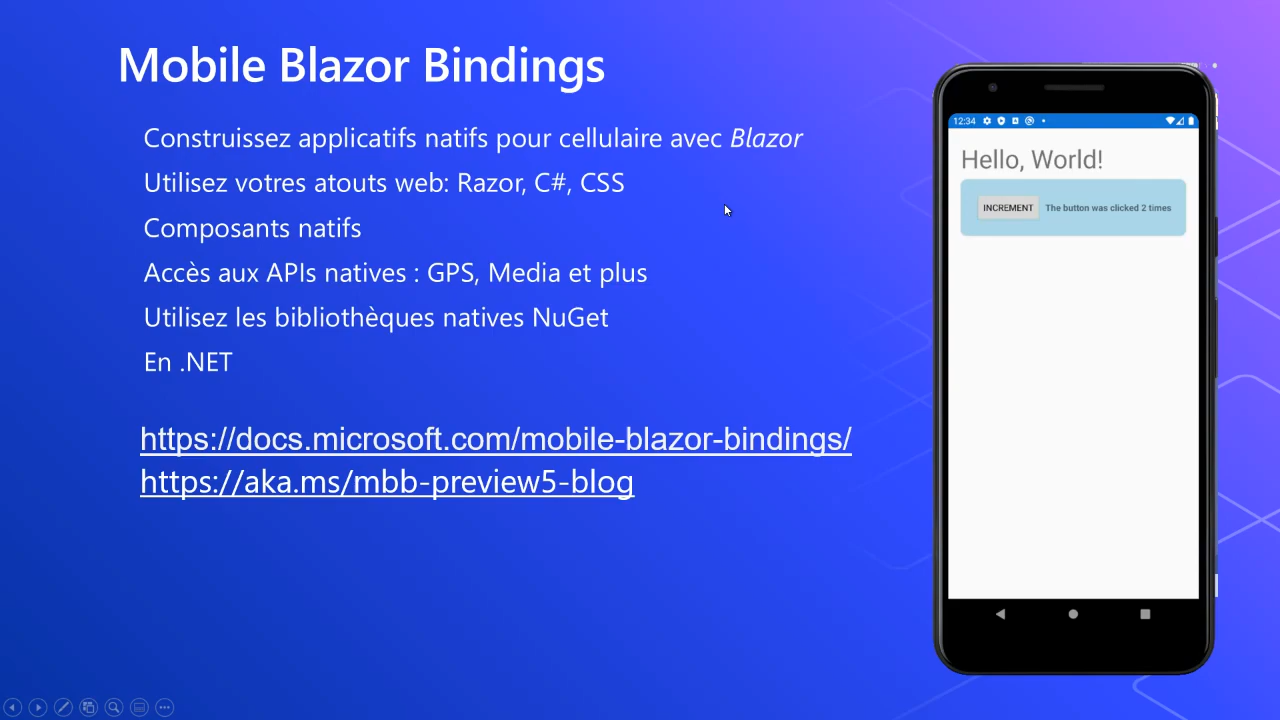 Mobile Blazor Bindings
Construissez applicatifs natifs pour cellulaire avec Blazor
Utilisez votres atouts web: Razor, C#, CSS
Composants natifs
Accès aux APIs natives : GPS, Media et plus
Utilisez les bibliothèques natives NuGet
En .NET
https://docs.microsoft.com/mobile-blazor-bindings/
https://aka.ms/mbb-preview5-blog
12:34
Hello, World!
INCREMENT The button was clicked 2 times